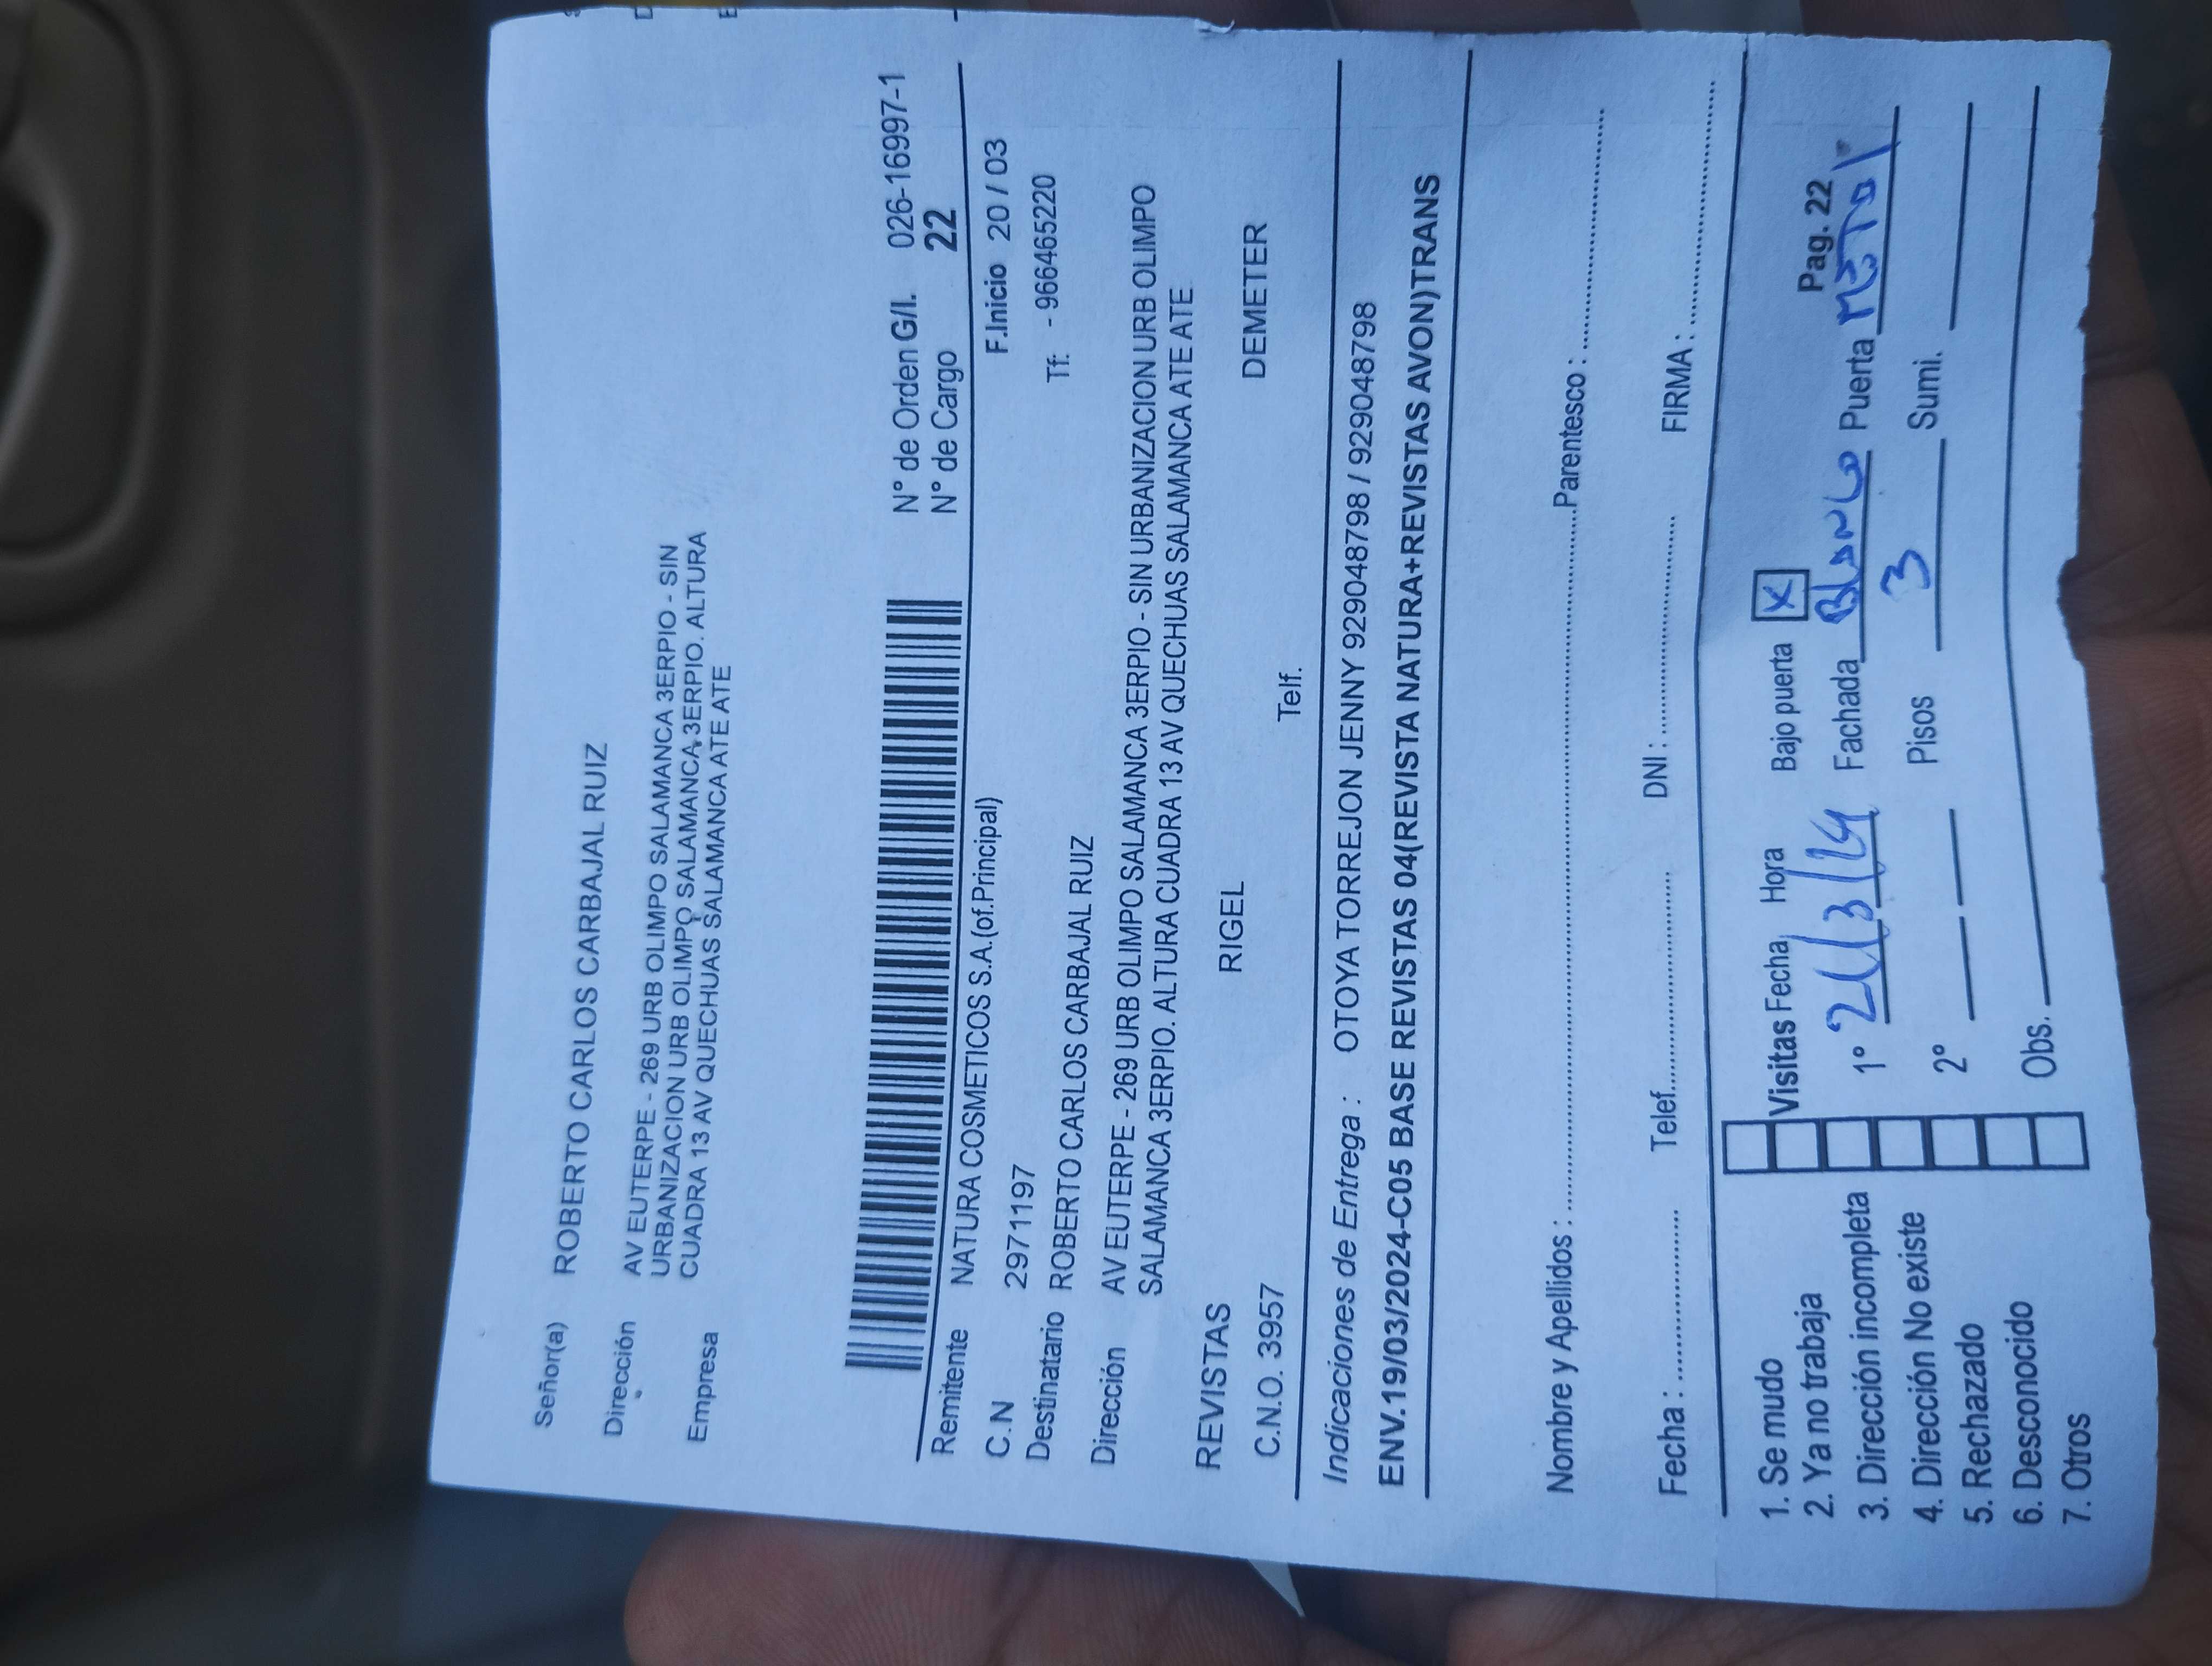 Señor(a) ROBERTO CARLOS CARBAJAL RUIZ
Dirección AV EUTERPE - 269 URB OLIMPO SALAMANCA 3ERPIO - SIN
URBANIZACION URB OLIMPO SALAMANCA 3ERPIO. ALTURA
Empresa CUADRA 13 AV QUECHUAS SALAMANCA ATE ATE
N° de Orden G/I. 026-16997-1
N° de Cargo 22
Remitente NATURA COSMETICOS S.A.(of.Principal) F.Inicio 20 / 03
C.N 29711197 Tf: - 966465220
Destinatario ROBERTO CARLOS CARBAJAL RUIZ
Dirección AV EUTERPE - 269 URB OLIMPO SALAMANCA 3ERPIO - SIN URBANIZACION URB OLIMPO
SALAMANCA 3ERPIO. ALTURA CUADRA 13 AV QUECHUAS SALAMANCA ATE ATE
REVISTAS RIGEL DEMETER
C.N.O. 3957 Telf.
Indicaciones de Entrega : OTOYA TORREJON JENNY 929048798 / 929048798
ENV.19/03/2024-C05 BASE REVISTAS 04(REVISTA NATURA+REVISTAS AVON)TRANS
Nombre y Apellidos : Parentesco :
Fecha : Telef. DNI : FIRMA :
1. Se mudo Visitas Fecha Hora Bajo puerta X Pag. 22
2. Ya no trabaja 1º 21/3/24 Fachada Blanco Puerta Metal
3. Dirección incompleta
4. Dirección No existe 2º Pisos 3 Sumi.
5. Rechazado
6. Desconocido Obs.
7. Otros